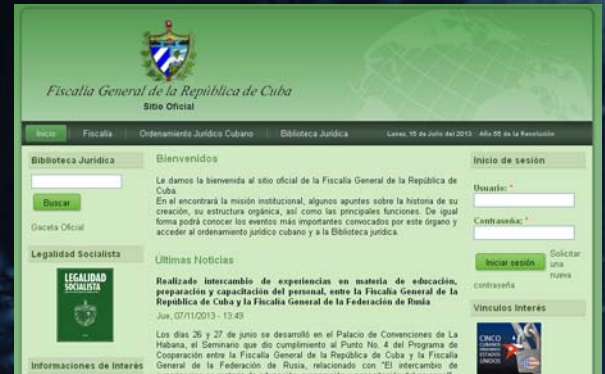 Fiscalía General de la República de Cuba
Sitio Oficial
Inicio
Fiscalía
Ordenamiento Jurídico Cubano
Biblioteca Jurídica
Lunes, 15 de Julio del 2013 Año 55 de la Revolución
Biblioteca Jurídica
Buscar
Gaceta Oficial
Legalidad Socialista
LEGALIDAD
SOCIALISTA
Informaciones de Interés
Bienvenidos
Le damos la bienvenida al sitio oficial de la Fiscalía General de la República de
Cuba.
En el encontrará la misión institucional, algunos apuntes sobre la historia de su
creación, su estructura orgánica, así como las principales funciones. De igual
forma podrá conocer los eventos más importantes convocados por este órgano y
acceder al ordenamiento jurídico cubano y a la Biblioteca jurídica.
Últimas Noticias
Realizado intercambio de experiencias en materia de educación,
preparación y capacitación del personal, entre la Fiscalía General de la
República de Cuba y la Fiscalía General de la Federación de Rusia
Jue, 07/11/2013 - 13:49
Los días 26 y 27 de junio se desarrolló en el Palacio de Convenciones de La
Habana, el Seminario que dio cumplimiento al Punto No. 4 del Programa de
Cooperación entre la Fiscalía General de la República de Cuba y la Fiscalía
General de la Federación de Rusia, relacionado con "El intercambio de
Inicio de sesión
Usuario: *
Contraseña: *
Iniciar sesión
Solicitar
una
nueva
contraseña
Vínculos Interés
CINCO
CUBANOS
PRISIONEROS
ESTADOS
UNIDOS